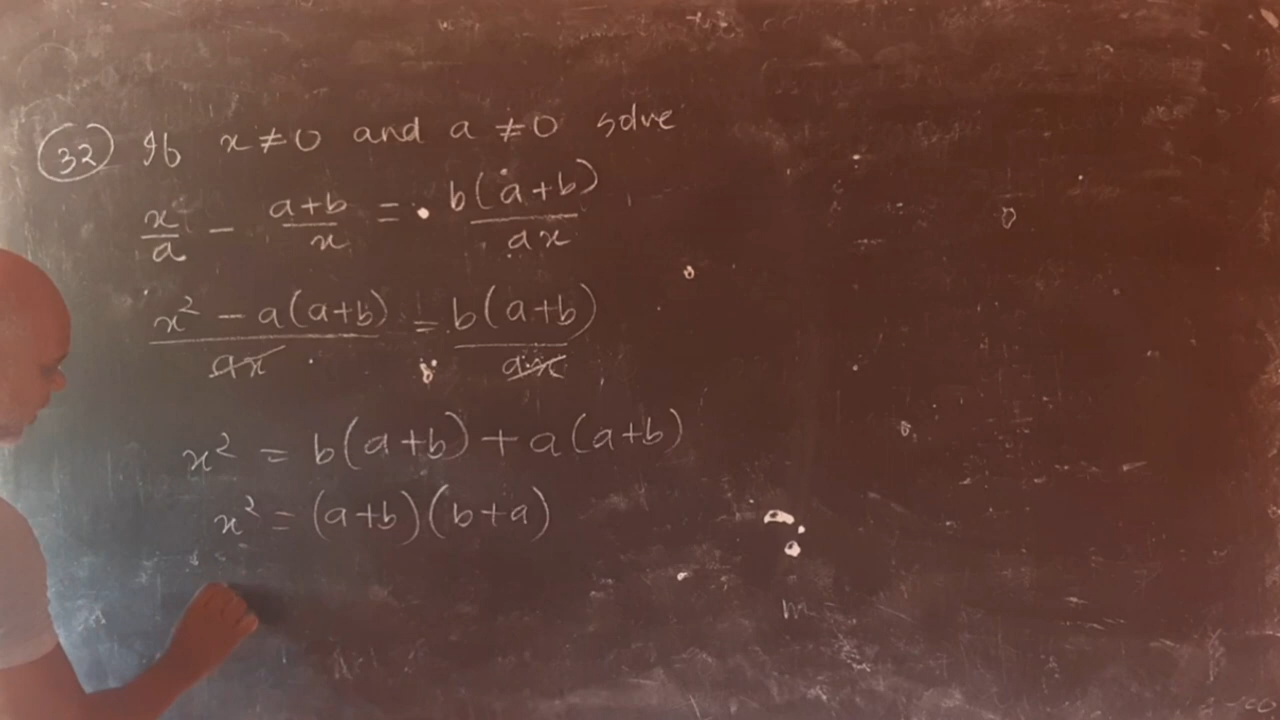 32 If x ≠ 0 and a ≠ 0 solve
x/a - (a+b)/x = b(a+b)/ax
(x² - a(a+b))/ax = b(a+b)/ax
x² = b(a+b) + a(a+b)
x² = (a+b)(b+a)